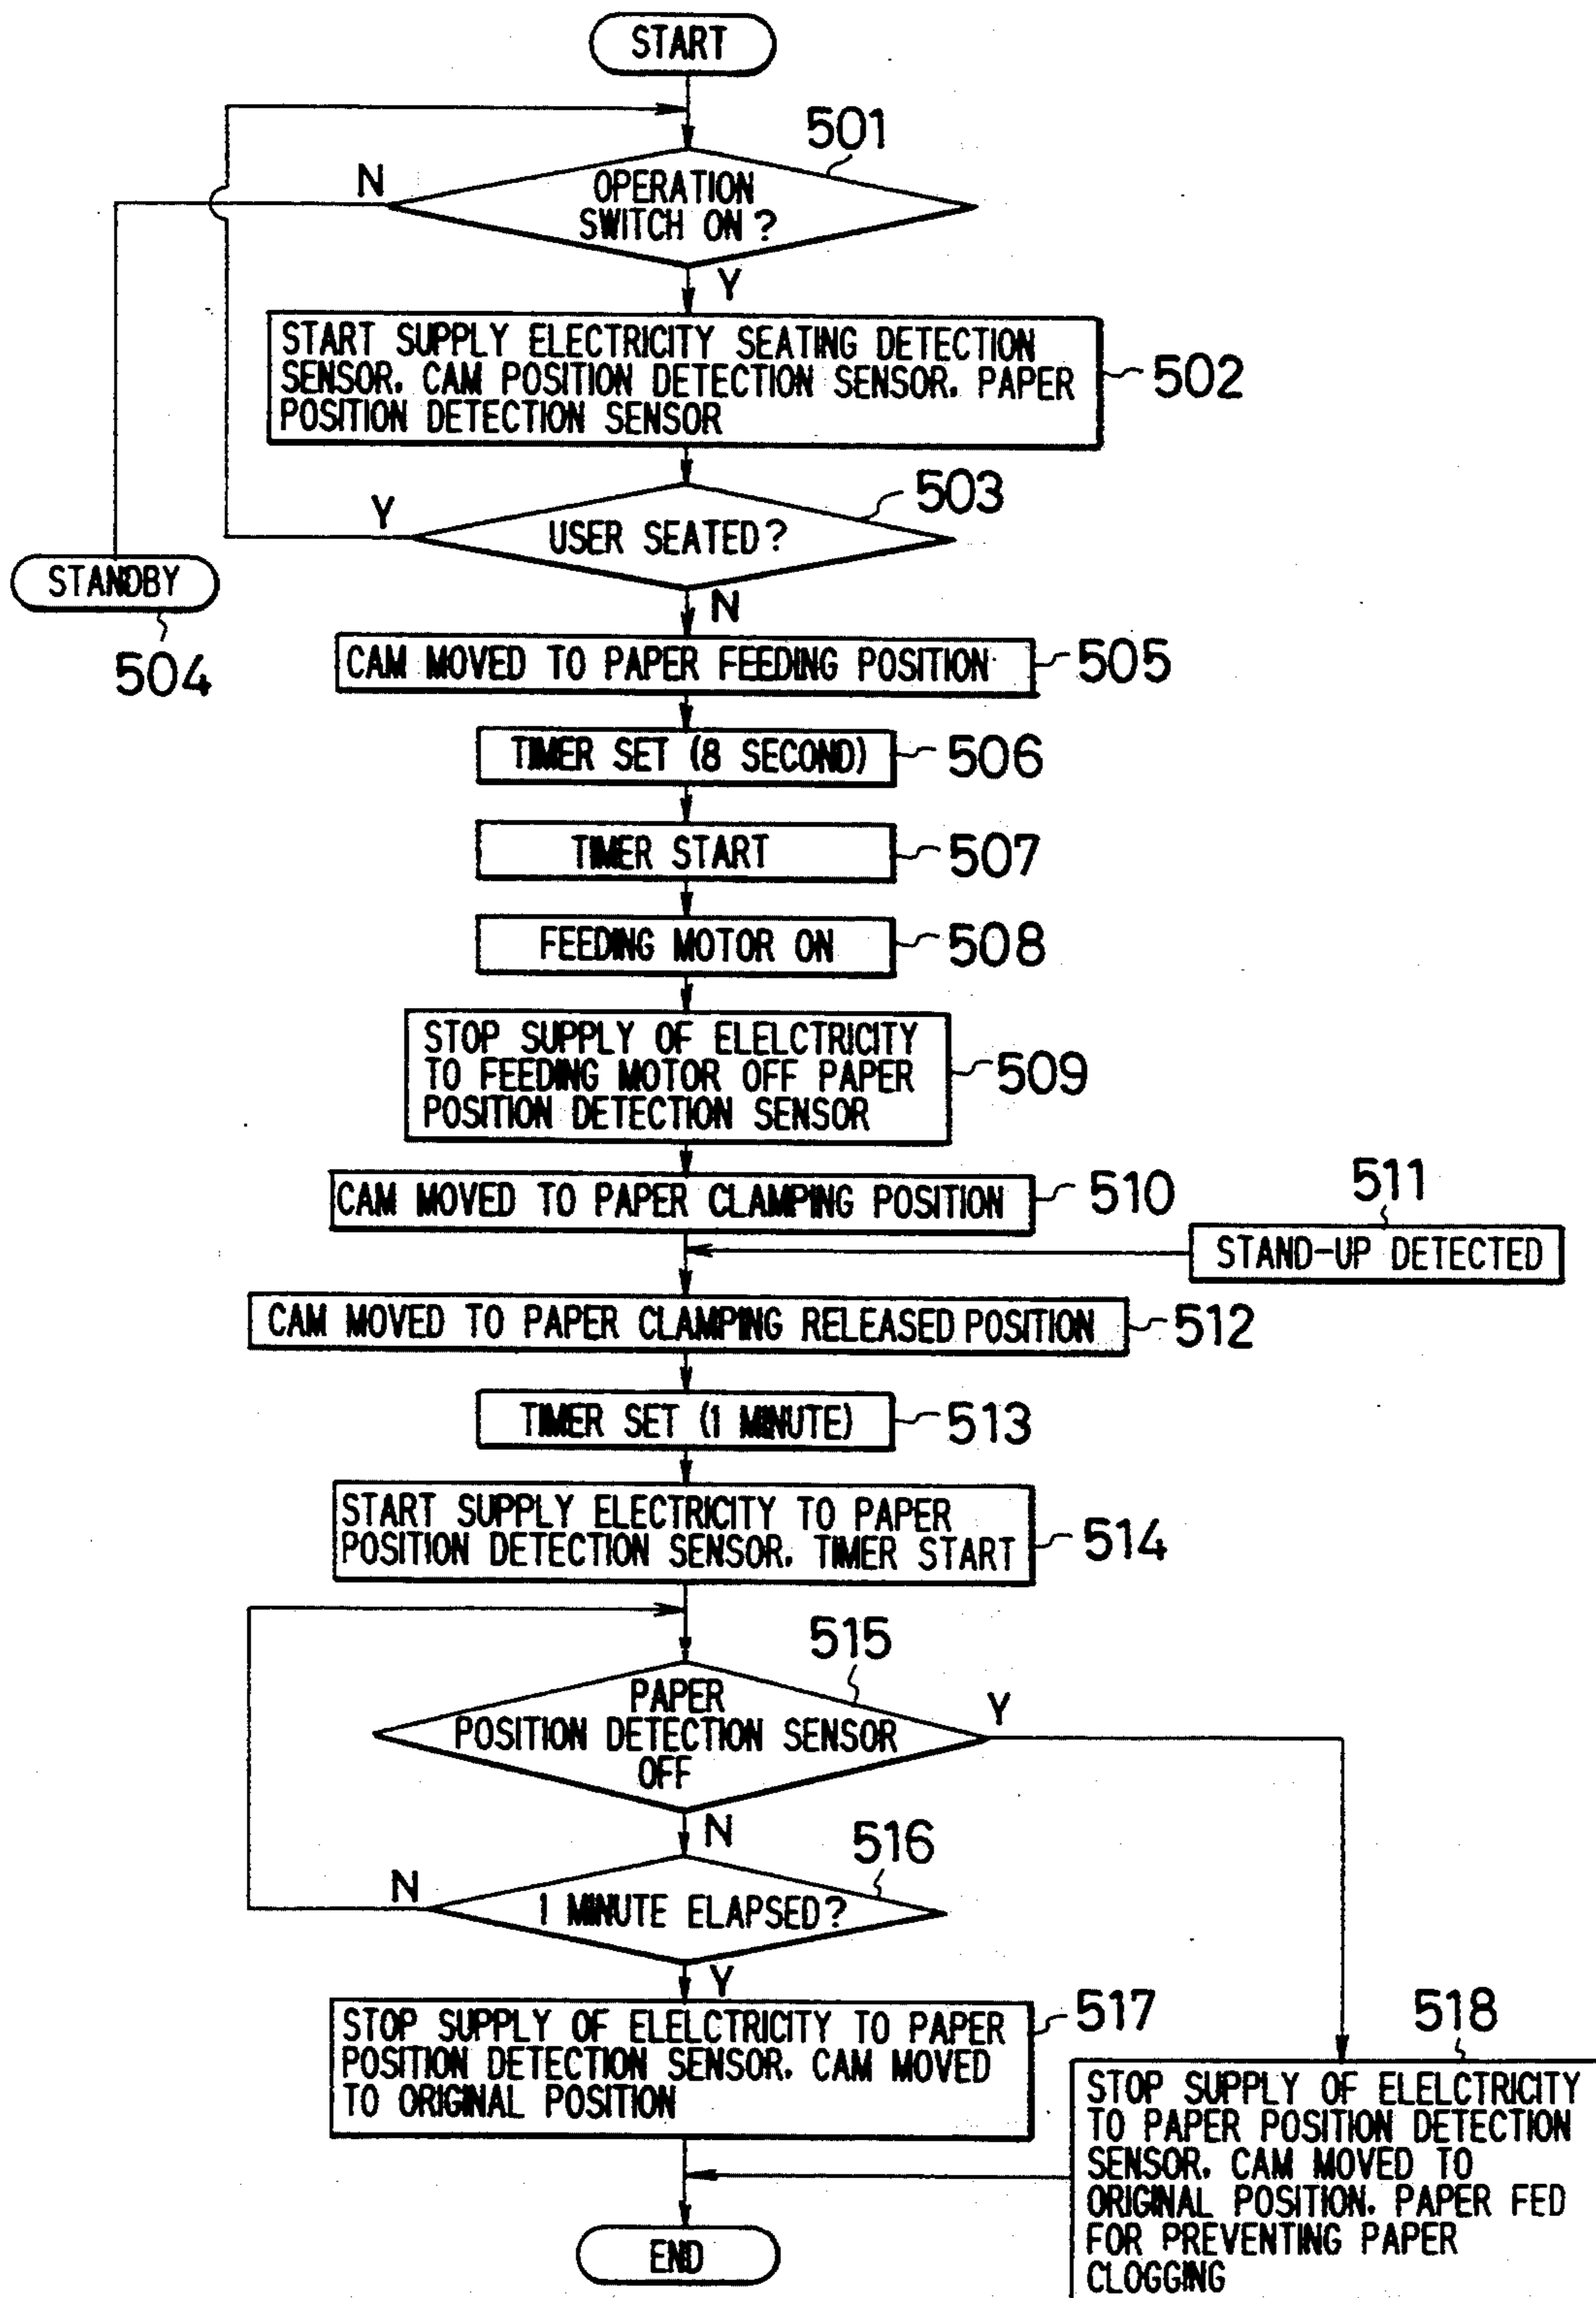 START
501
N
OPERATION
SWITCH ON?
Y
START SUPPLY ELECTRICITY SEATING DETECTION
SENSOR. CAM POSITION DETECTION SENSOR. PAPER
POSITION DETECTION SENSOR
502
503
Y
USER SEATED?
STANDBY
N
504
CAM MOVED TO PAPER FEEDING POSITION
505
TIMER SET (8 SECOND)
506
TIMER START
507
FEEDING MOTOR ON
508
STOP SUPPLY OF ELELCTRICITY
TO FEEDING MOTOR OFF PAPER
POSITION DETECTION SENSOR
509
CAM MOVED TO PAPER CLAMPING POSITION
510
511
STAND-UP DETECTED
CAM MOVED TO PAPER CLAMPING RELEASED POSITION
512
TIMER SET (1 MINUTE)
513
START SUPPLY ELECTRICITY TO PAPER
POSITION DETECTION SENSOR. TIMER START
514
515
PAPER
POSITION DETECTION SENSOR
OFF
Y
N
516
N
1 MINUTE ELAPSED?
Y
STOP SUPPLY OF ELELCTRICITY TO PAPER
POSITION DETECTION SENSOR. CAM MOVED
TO ORIGINAL POSITION
517
518
STOP SUPPLY OF ELELCTRICITY
TO PAPER POSITION DETECTION
SENSOR. CAM MOVED TO
ORIGINAL POSITION. PAPER FED
FOR PREVENTING PAPER
CLOGGING
END